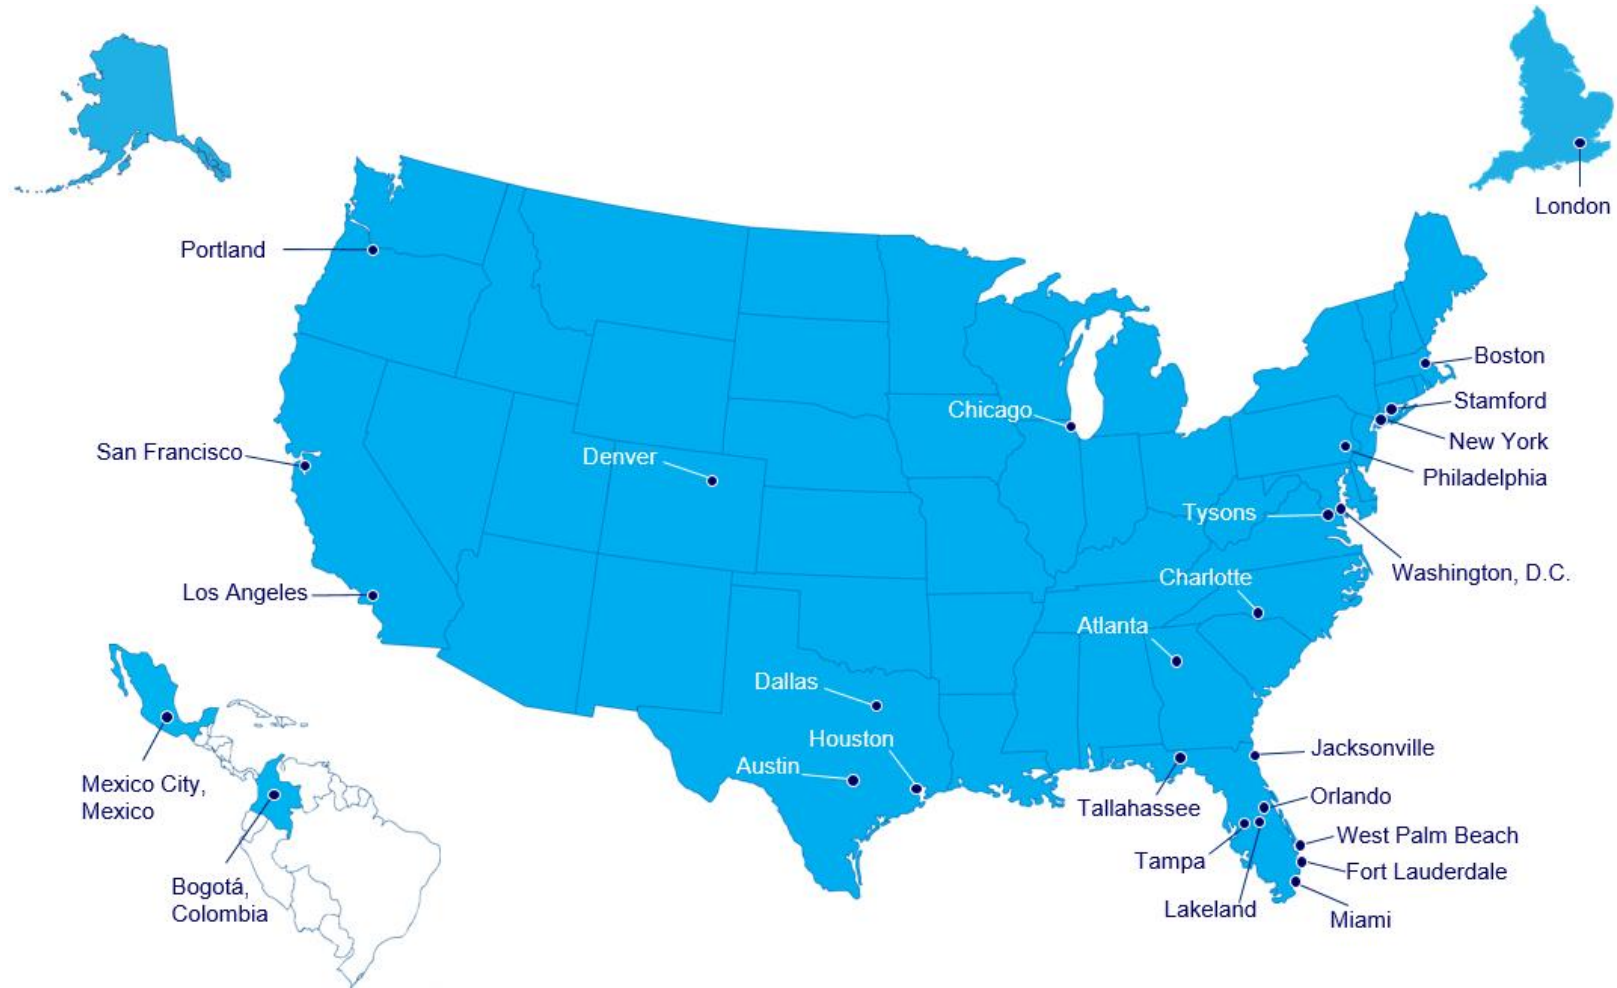 London
Portland
Boston
Stamford
Chicago
New York
San Francisco
Denver
Philadelphia
Tysons
Washington, D.C.
Charlotte
Los Angeles
Atlanta
Dallas
Houston
Jacksonville
Austin
Mexico City,
Mexico
Orlando
Tallahassee
West Palm Beach
Tampa
Fort Lauderdale
Bogotá,
Colombia
Lakeland
Miami